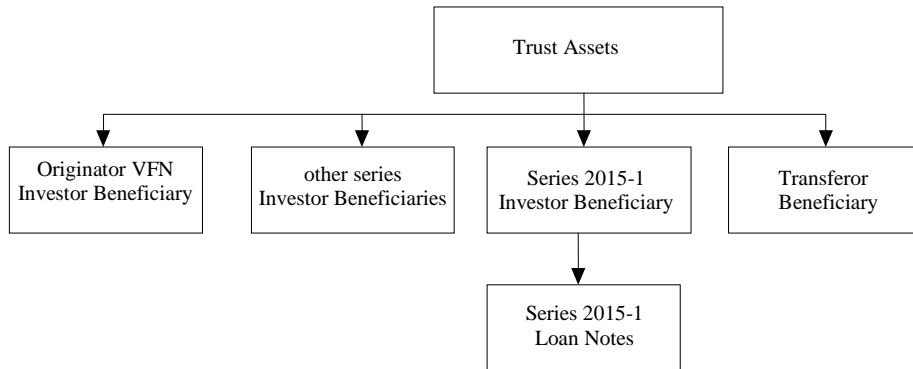 Trust Assets
Originator VFN
Investor Beneficiary
other series
Investor Beneficiaries
Series 2015-1
Investor Beneficiary
Transferor
Beneficiary
Series 2015-1
Loan Notes